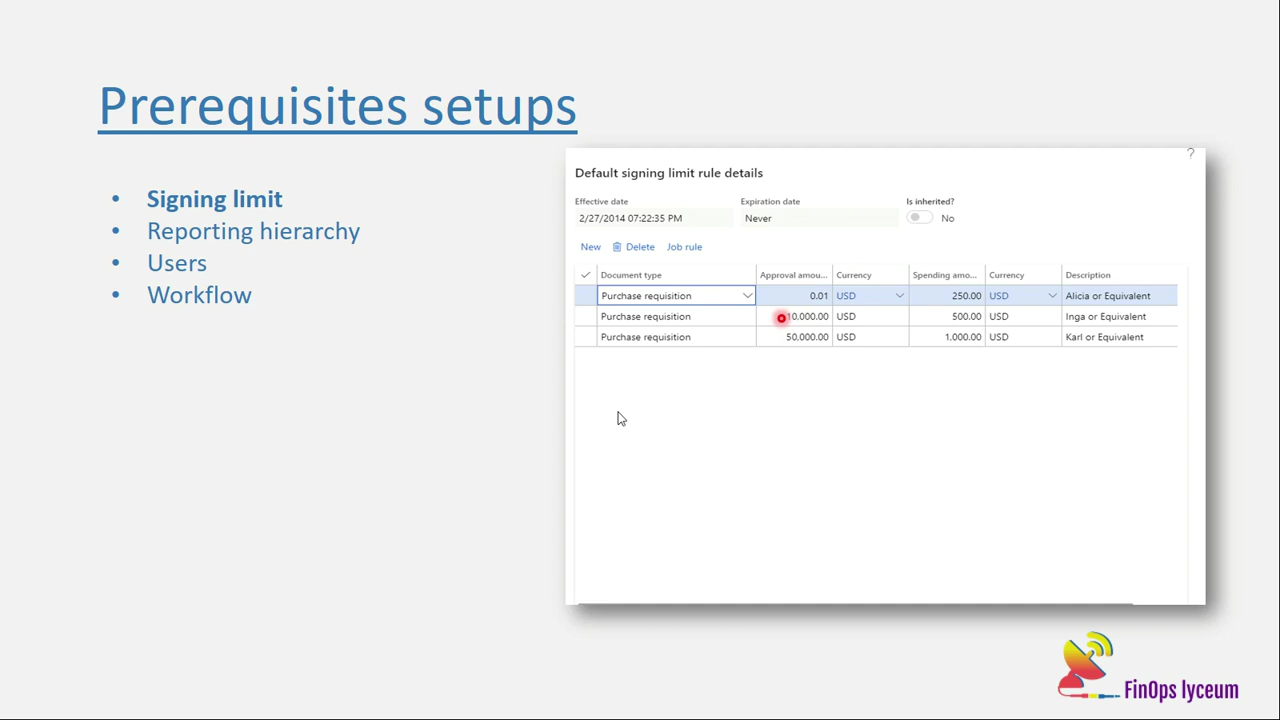 Prerequisites setups
• Signing limit
• Reporting hierarchy
• Users
• Workflow
?
Default signing limit rule details
Effective date Expiration date Is inherited?
2/27/2014 07:22:35 PM Never No
New Delete Job rule
Document type Approval amou... Currency Spending amo... Currency Description
Purchase requisition 0.01 USD 250.00 USD Alicia or Equivalent
Purchase requisition 10,000.00 USD 500.00 USD Inga or Equivalent
Purchase requisition 50,000.00 USD 1,000.00 USD Karl or Equivalent
FinOps lyceum